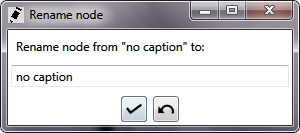 Rename node
Rename node from "no caption" to:
no caption